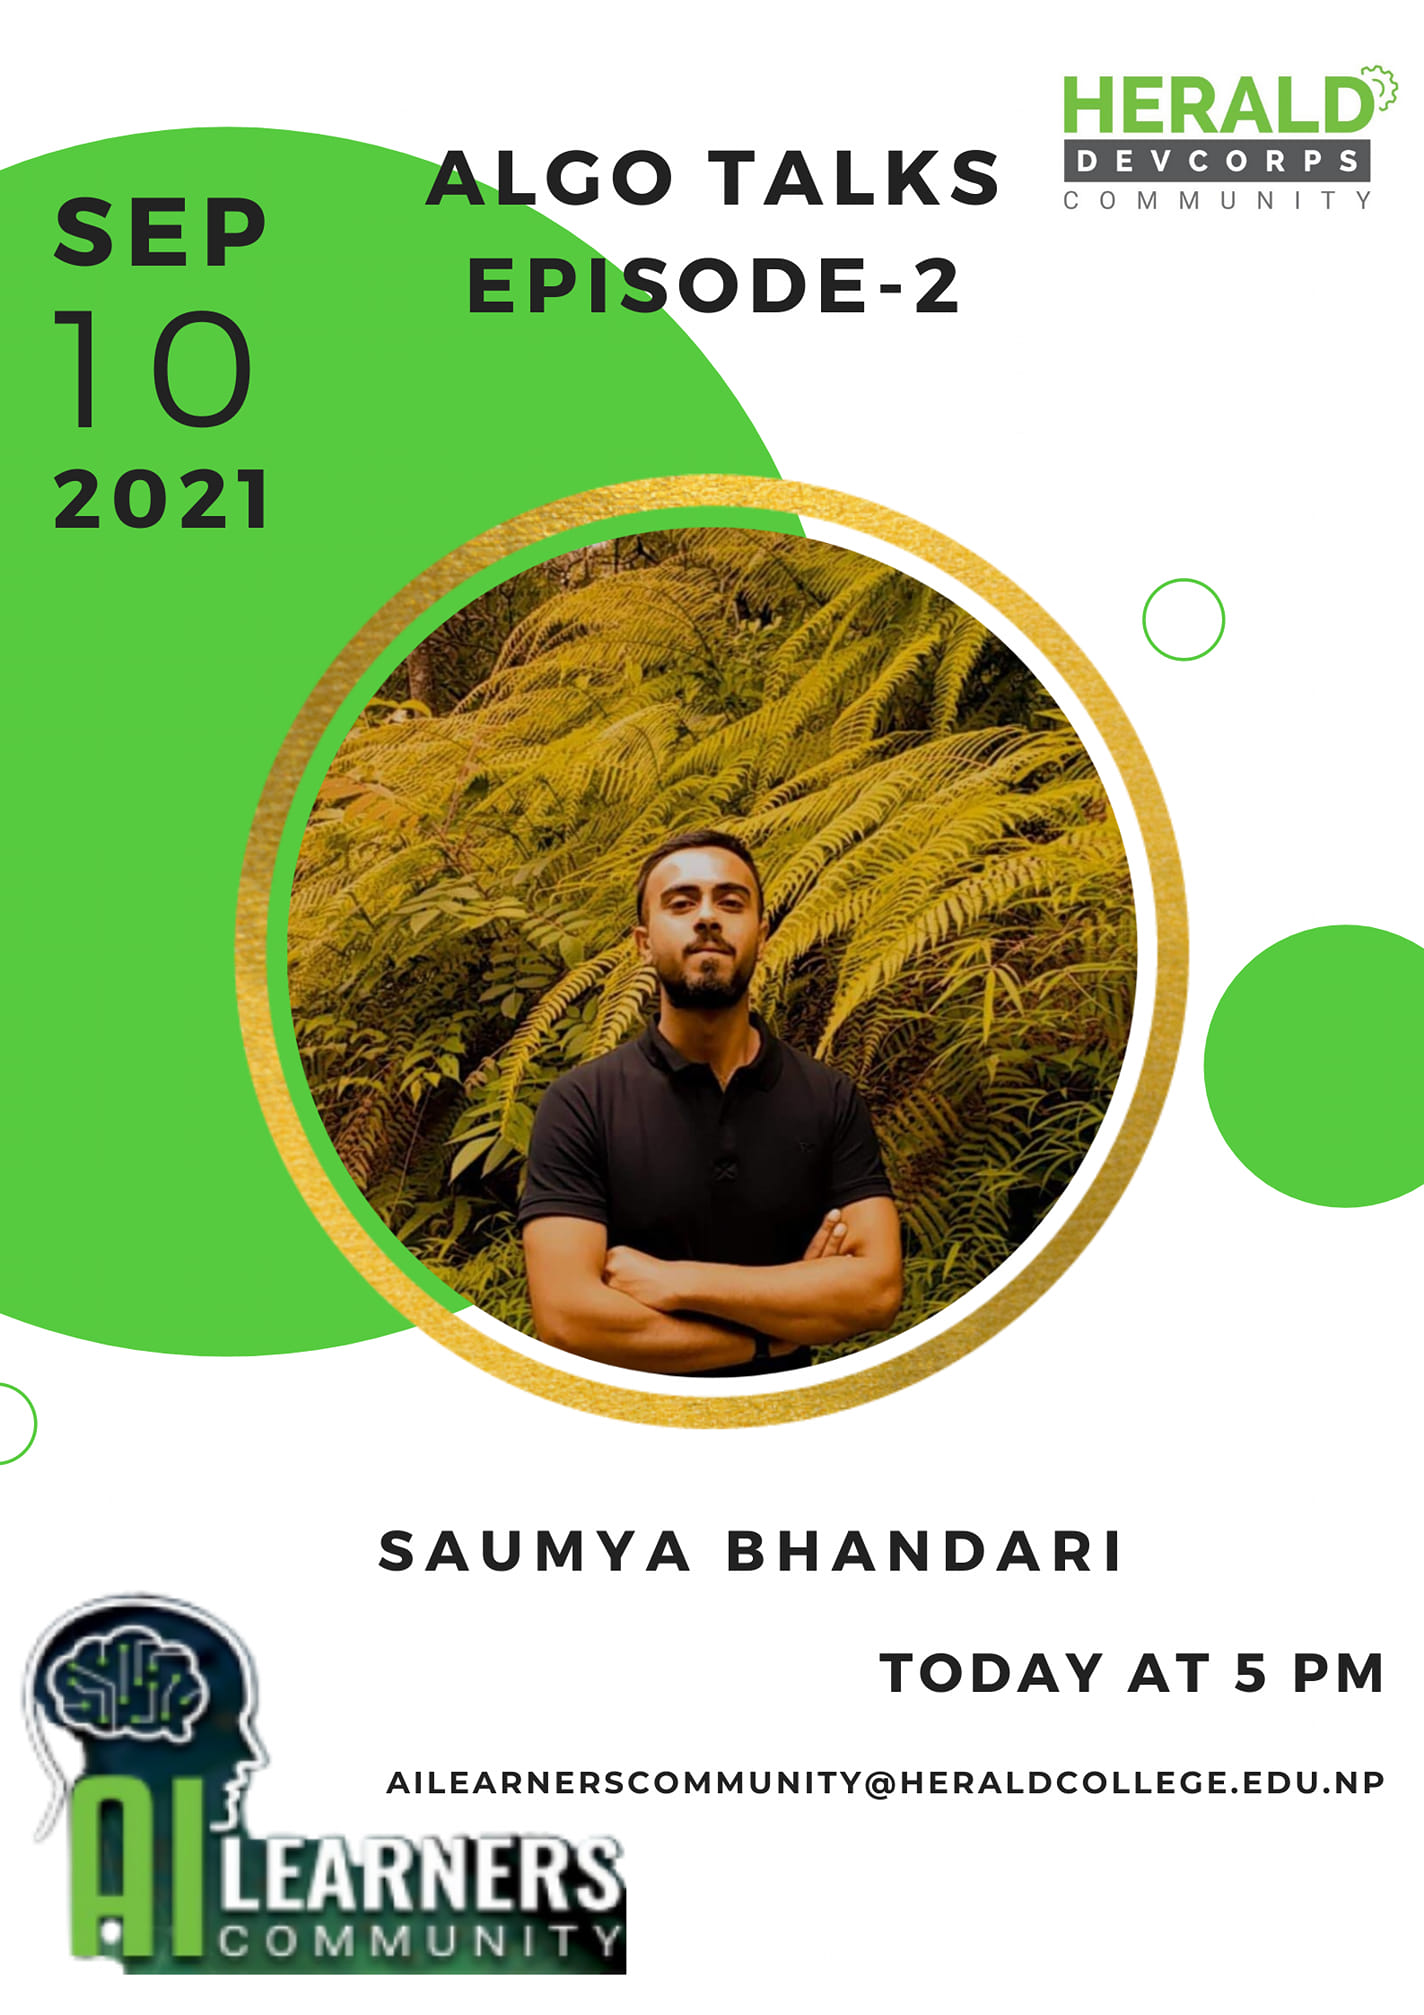 HERALD
DEVCORPS
COMMUNITY
ALGO TALKS
EPISODE-2
SEP
10
2021
SAUMYA BHANDARI
TODAY AT 5 PM
AILEARNERSCOMMUNITY@HERALDCOLLEGE.EDU.NP
AI LEARNERS
COMMUNITY